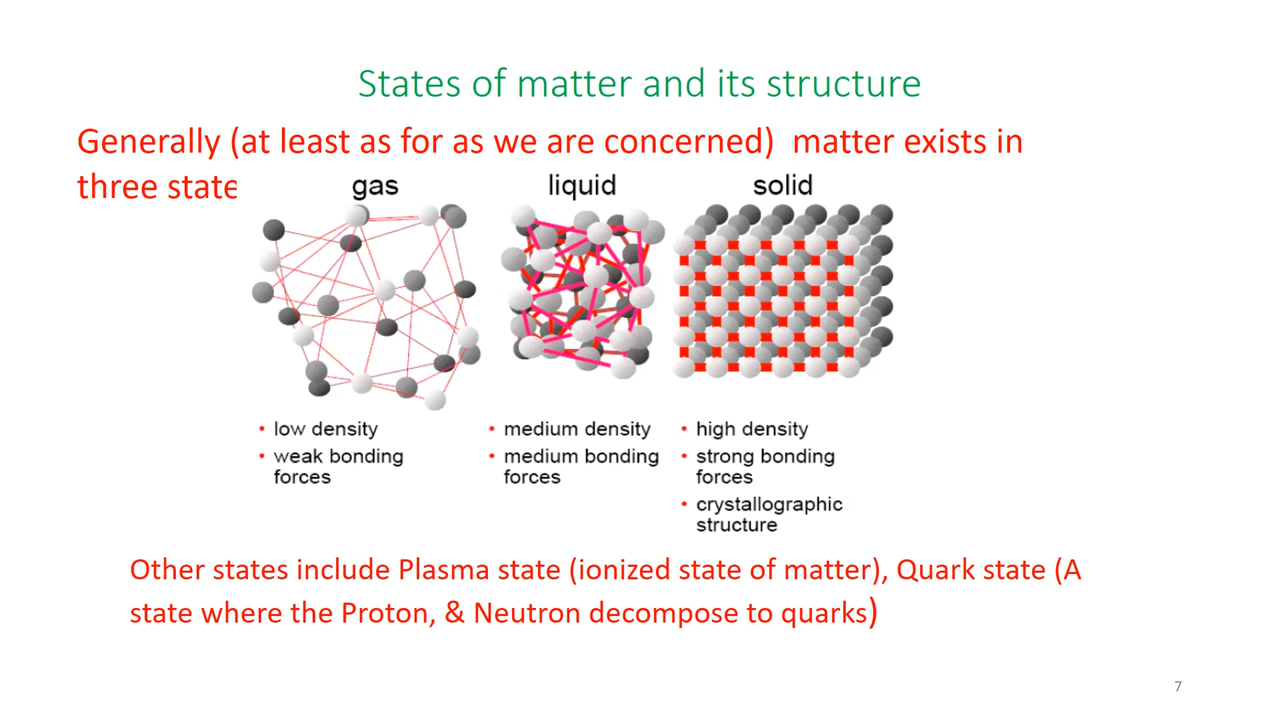 States of matter and its structure
Generally (at least as for as we are concerned) matter exists in
three state
gas
liquid
solid
• low density
• weak bonding
forces
• medium density
• medium bonding
forces
• high density
• strong bonding
forces
• crystallographic
structure
Other states include Plasma state (ionized state of matter), Quark state (A
state where the Proton, & Neutron decompose to quarks)
7